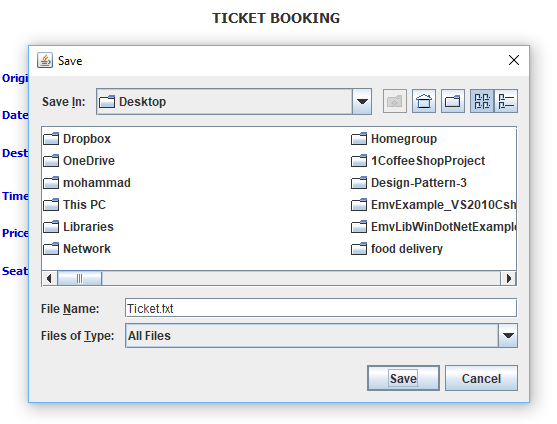 TICKET BOOKING
Save
Origi
Save In: Desktop
Date
Dropbox Homegroup
Dest
OneDrive 1CoffeeShopProject
mohammad Design-Pattern-3
Time
This PC EmvExample_VS2010Csh
Libraries EmvLibWinDotNetExample
Price
Network food delivery
Seat
File Name: Ticket.txt
Files of Type: All Files
Save Cancel